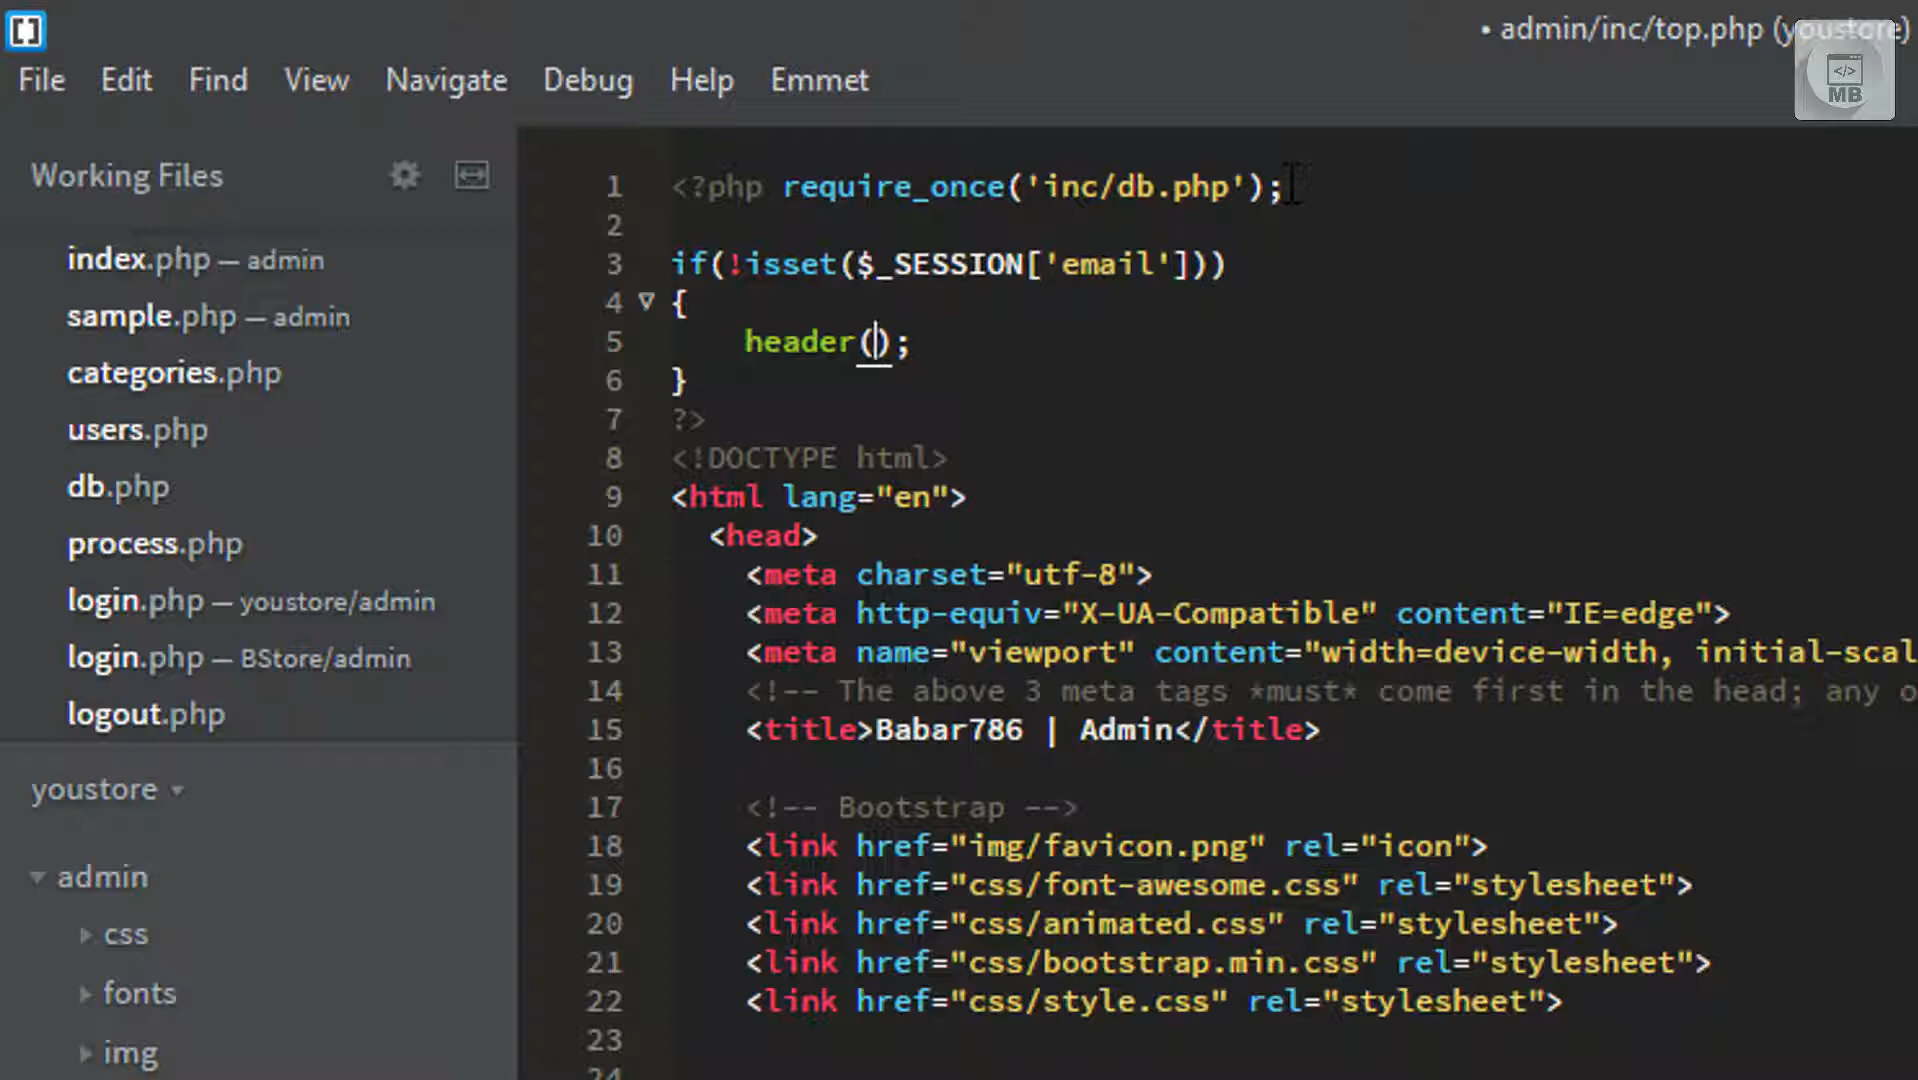 • admin/inc/top.php (youstore)
</>
MB
File Edit Find View Navigate Debug Help Emmet
Working Files
index.php — admin
sample.php — admin
categories.php
users.php
db.php
process.php
login.php — youstore/admin
login.php — BStore/admin
logout.php
youstore
admin
css
fonts
img
1 <?php require_once('inc/db.php');
2
3 if(!isset($_SESSION['email']))
4 {
5 header();
6 }
7 ?>
8 <!DOCTYPE html>
9 <html lang="en">
10 <head>
11 <meta charset="utf-8">
12 <meta http-equiv="X-UA-Compatible" content="IE=edge">
13 <meta name="viewport" content="width=device-width, initial-scal
14 <!-- The above 3 meta tags *must* come first in the head; any o
15 <title>Babar786 | Admin</title>
16
17 <!-- Bootstrap -->
18 <link href="img/favicon.png" rel="icon">
19 <link href="css/font-awesome.css" rel="stylesheet">
20 <link href="css/animated.css" rel="stylesheet">
21 <link href="css/bootstrap.min.css" rel="stylesheet">
22 <link href="css/style.css" rel="stylesheet">
23
24